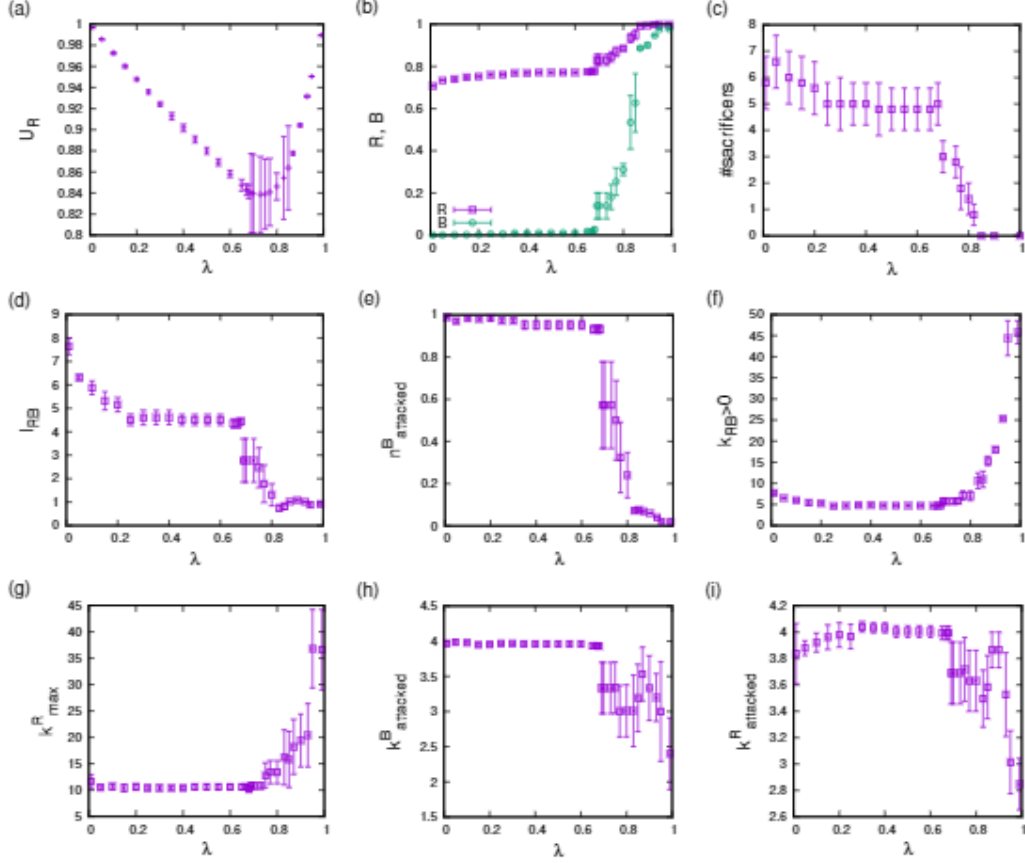 (a)
1
0.98
0.96
0.94
0.92
0.9
0.88
0.86
0.84
0.82
0.8
U_R
0 0.2 0.4 0.6 0.8 1
λ
(b)
1
0.8
0.6
0.4
0.2
0
R, B
R
B
0 0.2 0.4 0.6 0.8 1
λ
(c)
8
7
6
5
4
3
2
1
0
#sacrificers
0 0.2 0.4 0.6 0.8 1
λ
(d)
9
8
7
6
5
4
3
2
1
0
I_RB
0 0.2 0.4 0.6 0.8 1
λ
(e)
1
0.8
0.6
0.4
0.2
0
n^B_attacked
0 0.2 0.4 0.6 0.8 1
λ
(f)
50
45
40
35
30
25
20
15
10
5
0
k_RB>0
0 0.2 0.4 0.6 0.8 1
λ
(g)
45
40
35
30
25
20
15
10
5
k^R_max
0 0.2 0.4 0.6 0.8 1
λ
(h)
4.5
4
3.5
3
2.5
2
1.5
k^B_attacked
0 0.2 0.4 0.6 0.8 1
λ
(i)
4.2
4
3.8
3.6
3.4
3.2
3
2.8
2.6
k^R_attacked
0 0.2 0.4 0.6 0.8 1
λ